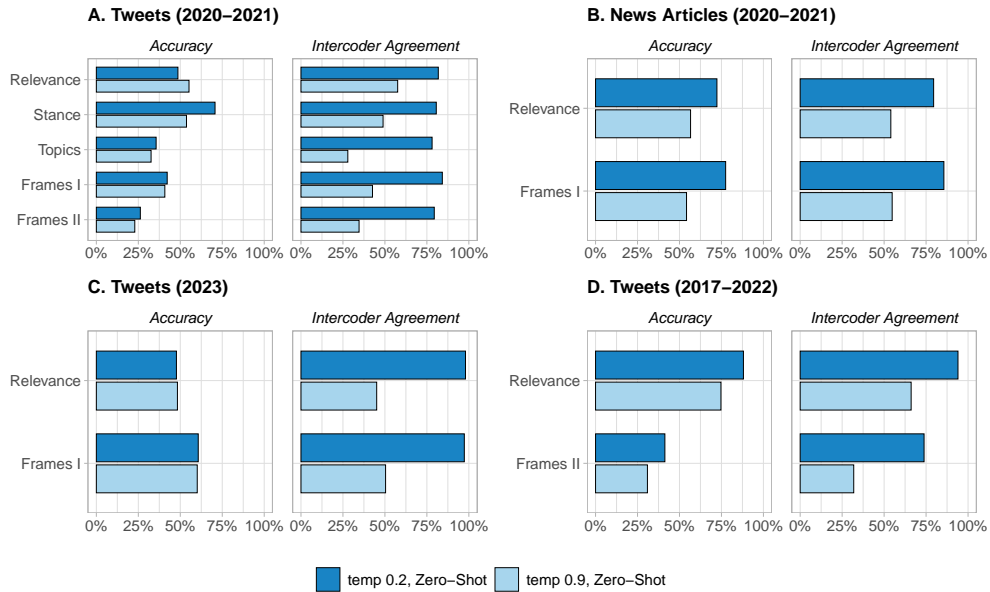 A. Tweets (2020−2021)
Accuracy
Intercoder Agreement
Relevance
Stance
Topics
Frames I
Frames II
0% 25% 50% 75% 100%
0% 25% 50% 75% 100%
B. News Articles (2020−2021)
Accuracy
Intercoder Agreement
Relevance
Frames I
0% 25% 50% 75% 100%
0% 25% 50% 75% 100%
C. Tweets (2023)
Accuracy
Intercoder Agreement
Relevance
Frames I
0% 25% 50% 75% 100%
0% 25% 50% 75% 100%
D. Tweets (2017−2022)
Accuracy
Intercoder Agreement
Relevance
Frames II
0% 25% 50% 75% 100%
0% 25% 50% 75% 100%
temp 0.2, Zero−Shot
temp 0.9, Zero−Shot